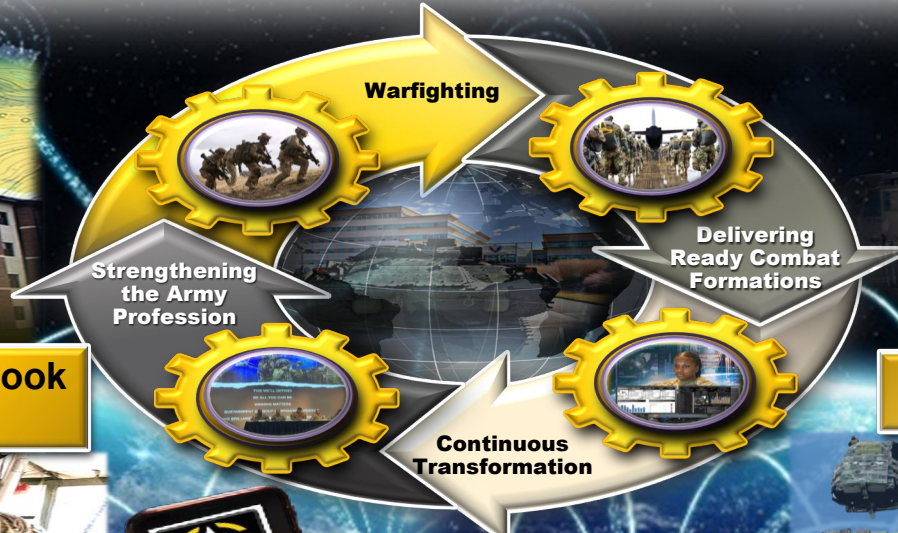 Warfighting
Delivering
Ready Combat
Formations
Strengthening
the Army
Profession
ook
Continuous
Transformation